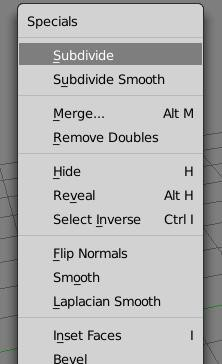 Specials
Subdivide
Subdivide Smooth
Merge... Alt M
Remove Doubles
Hide H
Reveal Alt H
Select Inverse Ctrl I
Flip Normals
Smooth
Laplacian Smooth
Inset Faces I
Bevel